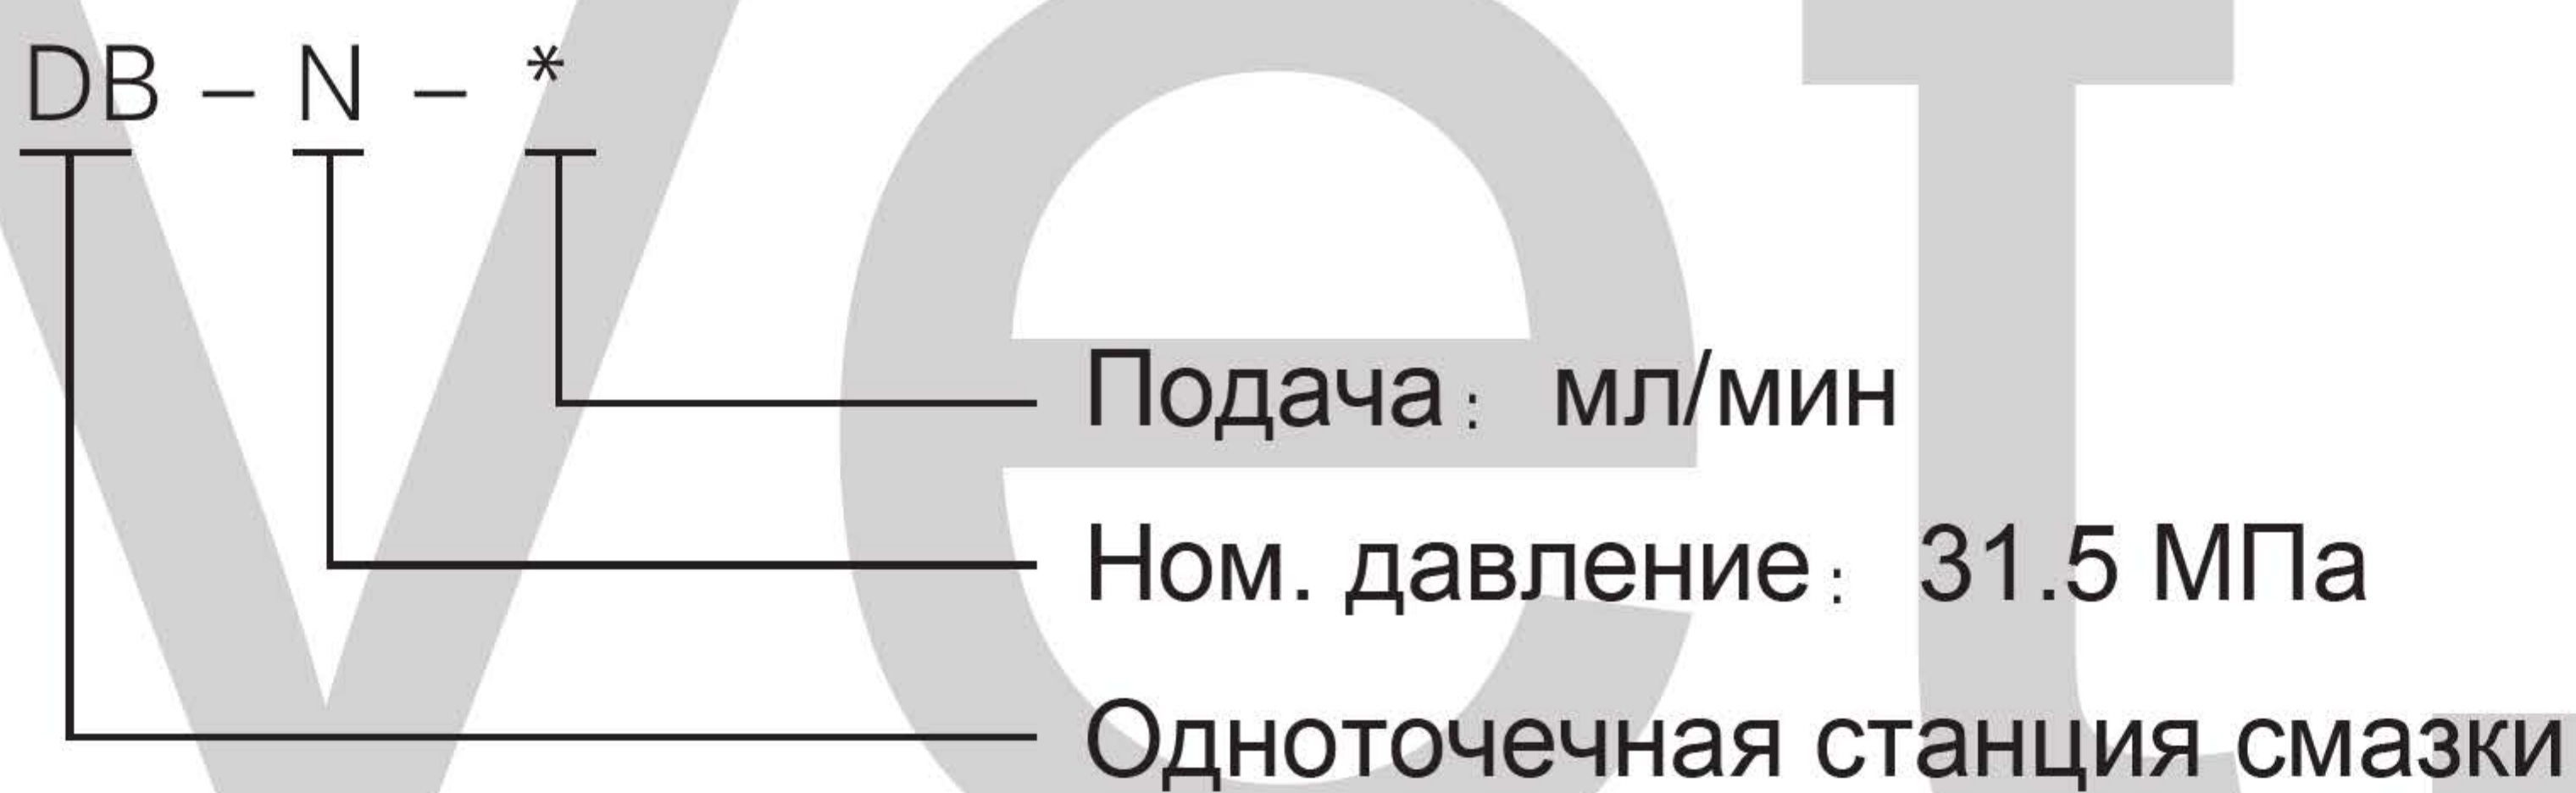 DB – N – *
Подача: мл/мин
Ном. давление: 31.5 МПа
Одноточечная станция смазки